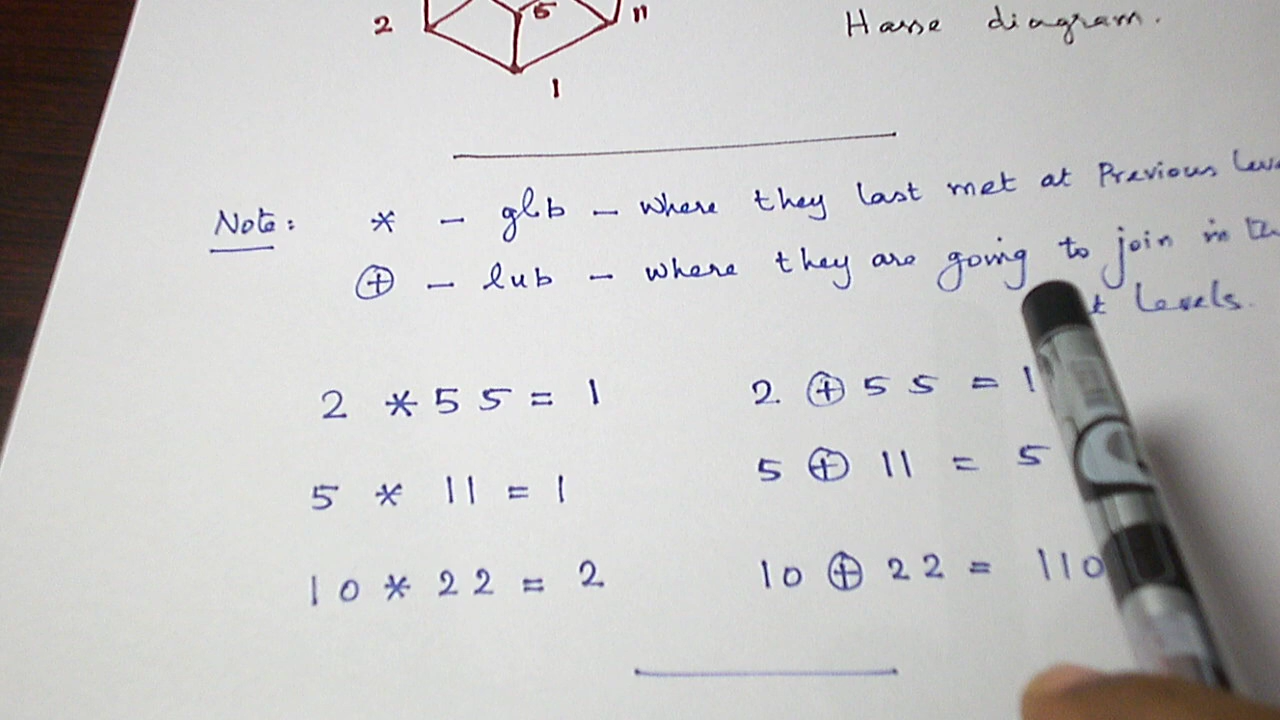 2 5 11 Hasse diagram.
1
Note: * - glb - where they last met at Previous
⊕ - lub - where they are going to join in
levels.
2 * 55 = 1 2 ⊕ 55 = 1
5 * 11 = 1 5 ⊕ 11 = 5
10 * 22 = 2 10 ⊕ 22 = 110